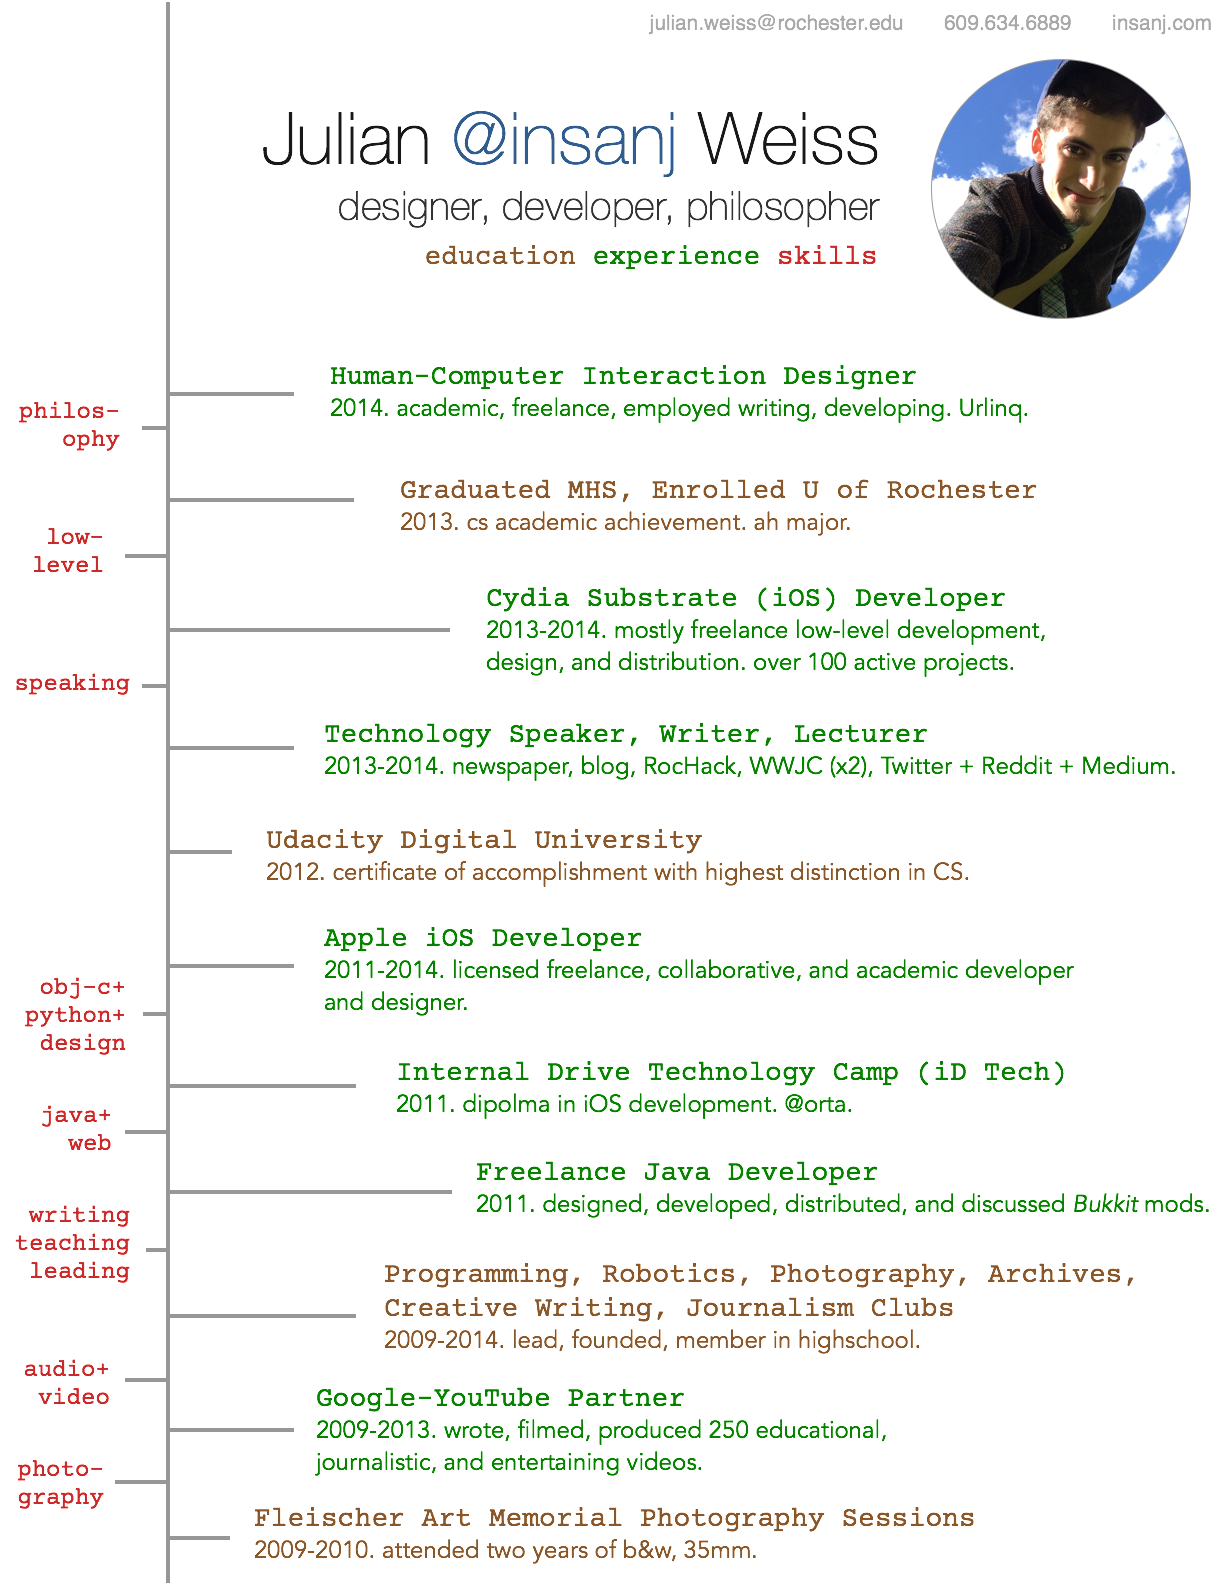 julian.weiss@rochester.edu 609.634.6889 insanj.com
Julian @insanj Weiss
designer, developer, philosopher
education experience skills
Human-Computer Interaction Designer
2014. academic, freelance, employed writing, developing. Urlinq.
philos-
ophy
Graduated MHS, Enrolled U of Rochester
2013. cs academic achievement. ah major.
low-
level
Cydia Substrate (iOS) Developer
2013-2014. mostly freelance low-level development,
design, and distribution. over 100 active projects.
speaking
Technology Speaker, Writer, Lecturer
2013-2014. newspaper, blog, RocHack, WWJC (x2), Twitter + Reddit + Medium.
Udacity Digital University
2012. certificate of accomplishment with highest distinction in CS.
Apple iOS Developer
2011-2014. licensed freelance, collaborative, and academic developer
and designer.
obj-c+
python+
design
Internal Drive Technology Camp (iD Tech)
2011. dipolma in iOS development. @orta.
java+
web
Freelance Java Developer
2011. designed, developed, distributed, and discussed Bukkit mods.
writing
teaching
leading
Programming, Robotics, Photography, Archives,
Creative Writing, Journalism Clubs
2009-2014. lead, founded, member in highschool.
audio+
video
Google-YouTube Partner
2009-2013. wrote, filmed, produced 250 educational,
journalistic, and entertaining videos.
photo-
graphy
Fleischer Art Memorial Photography Sessions
2009-2010. attended two years of b&w, 35mm.